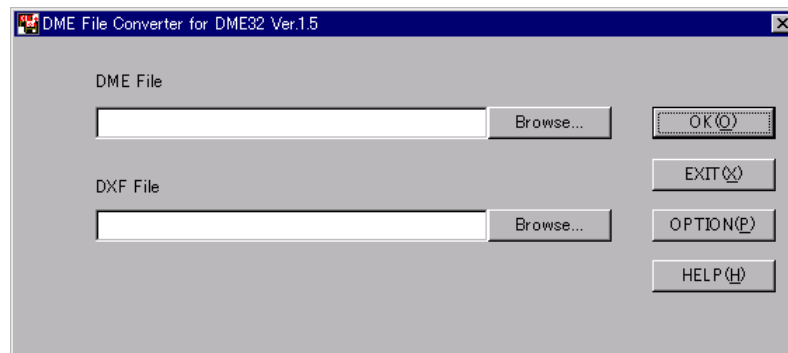 DME File Converter for DME32 Ver.1.5
DME File
Browse...
OK(O)
EXIT(X)
DXF File
Browse...
OPTION(P)
HELP(H)